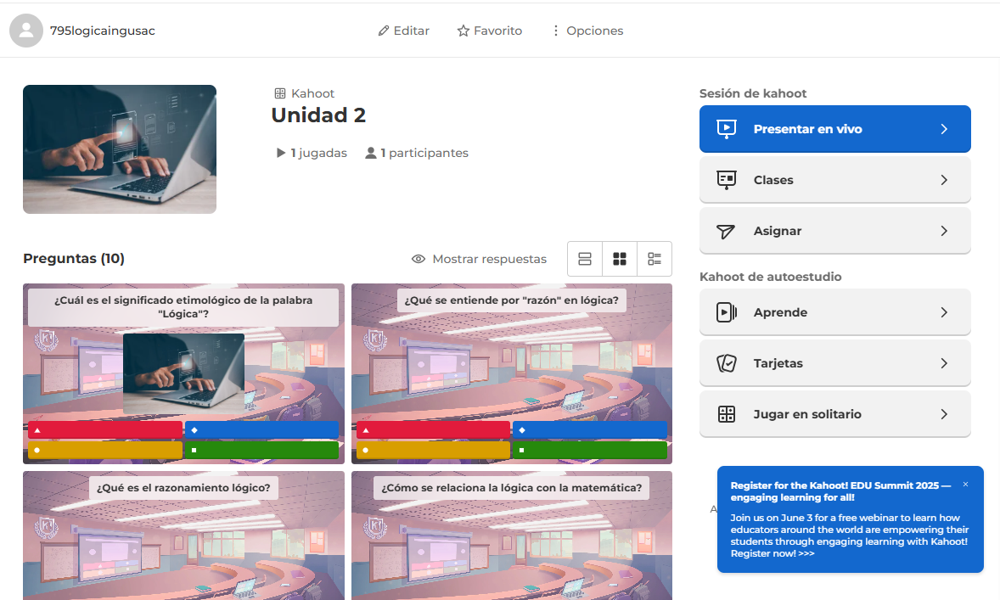 795logicaingusac
Editar
Favorito
Opciones
Kahoot
Unidad 2
1 jugadas
1 participantes
Sesión de kahoot
Presentar en vivo
Clases
Asignar
Kahoot de autoestudio
Aprende
Tarjetas
Jugar en solitario
Preguntas (10)
Mostrar respuestas
¿Cuál es el significado etimológico de la palabra
"Lógica"?
¿Qué se entiende por "razón" en lógica?
¿Qué es el razonamiento lógico?
¿Cómo se relaciona la lógica con la matemática?
Register for the Kahoot! EDU Summit 2025 —
engaging learning for all!
Join us on June 3 for a free webinar to learn how
educators around the world are empowering their
students through engaging learning with Kahoot!
Register now! >>>